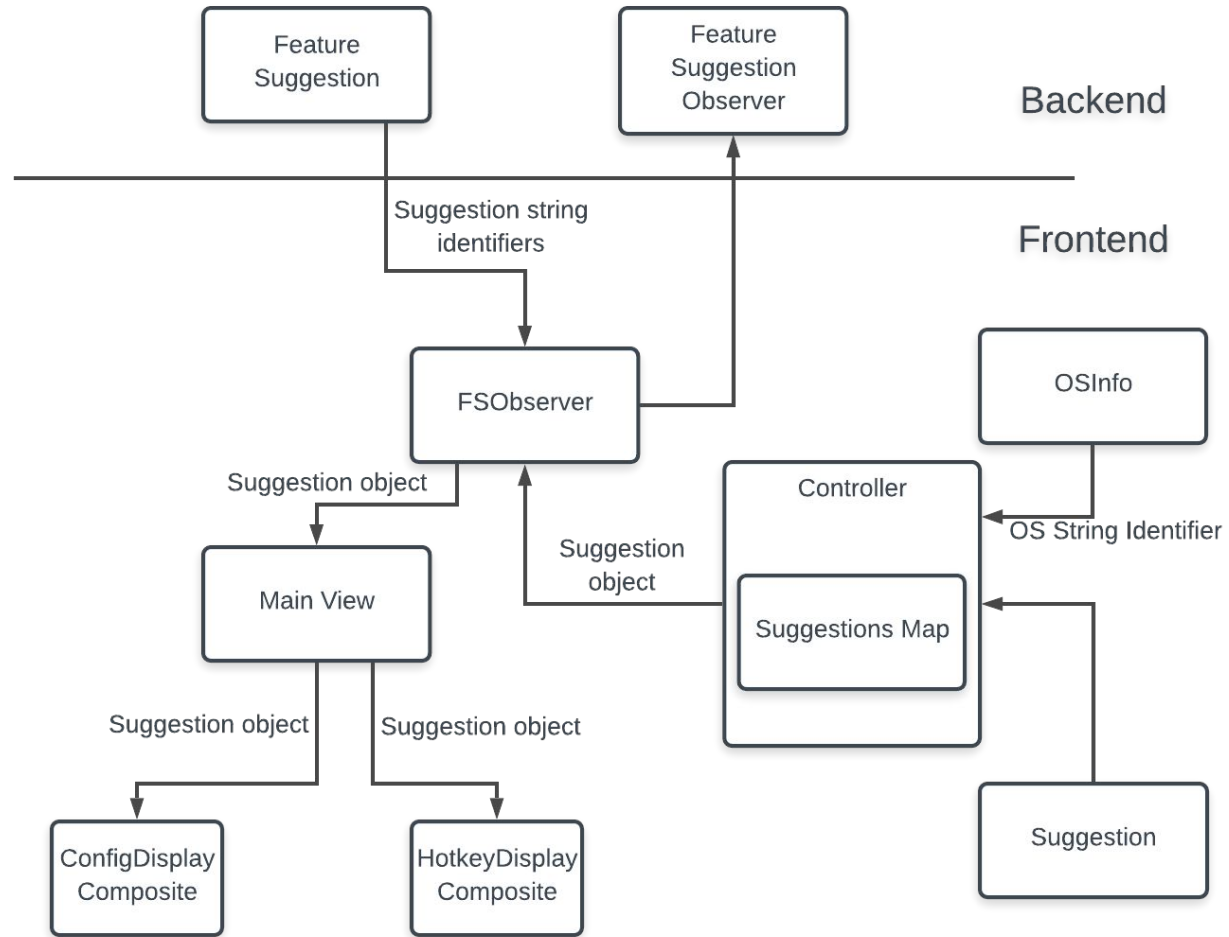 Feature
Suggestion
Feature
Suggestion
Observer
Backend
Suggestion string
identifiers
Frontend
OSInfo
FSObserver
Suggestion object
Controller
OS String Identifier
Suggestion
object
Main View
Suggestions Map
Suggestion object
Suggestion object
Suggestion
ConfigDisplay
Composite
HotkeyDisplay
Composite